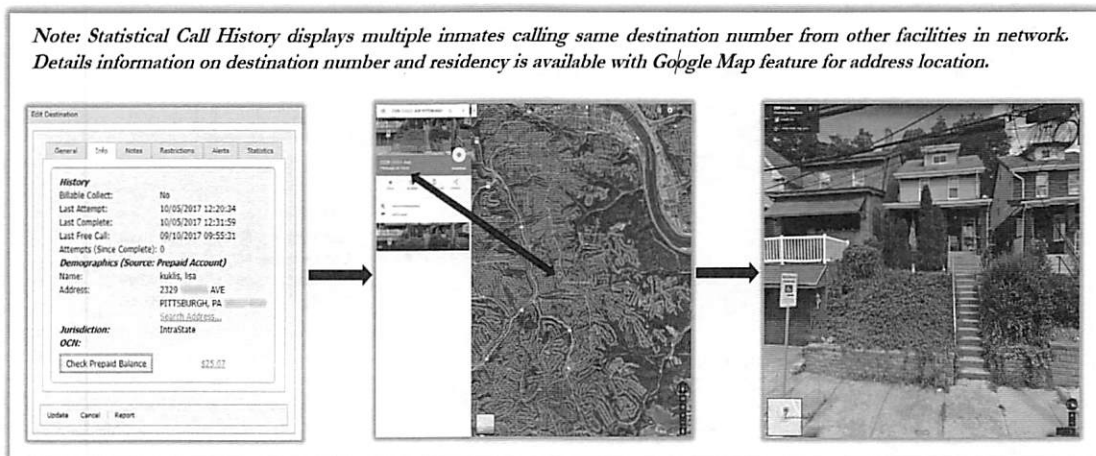 Note: Statistical Call History displays multiple inmates calling same destination number from other facilities in network.
Details information on destination number and residency is available with Google Map feature for address location.
Edit Destination
General Info Notes Restrictions Alerts Statistics
History
Billable Collect: No
Last Attempt: 10/05/2017 12:20:34
Last Complete: 10/05/2017 12:31:59
Last Free Call: 09/10/2017 09:55:21
Attempts (Since Complete): 0
Demographics (Source: Prepaid Account)
Name: kuklis, lisa
Address: 2329 AVE
PITTSBURGH, PA
Search Address...
Jurisdiction: IntraState
OCN:
Check Prepaid Balance $25.07
Update Cancel Report